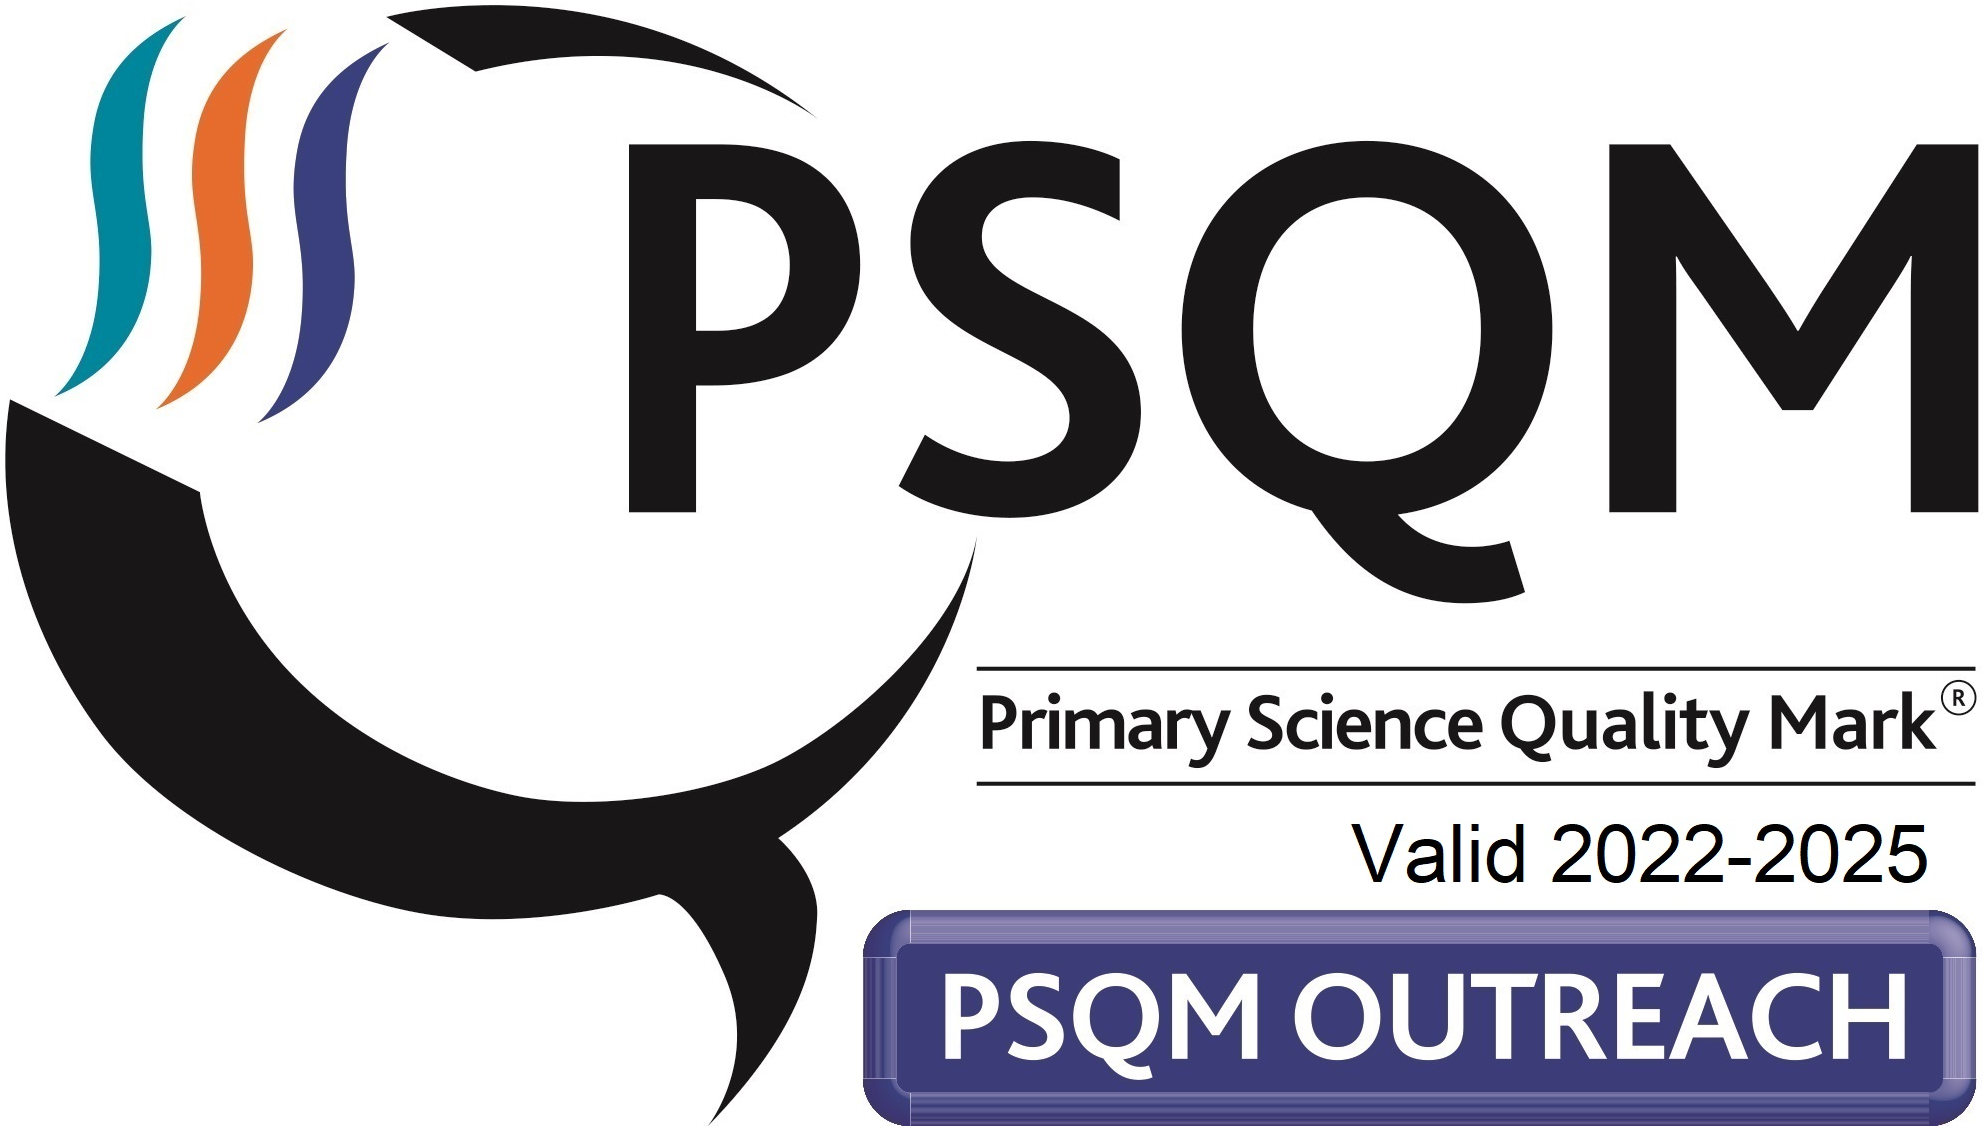 PSQM
Primary Science Quality Mark®
Valid 2022-2025
PSQM OUTREACH